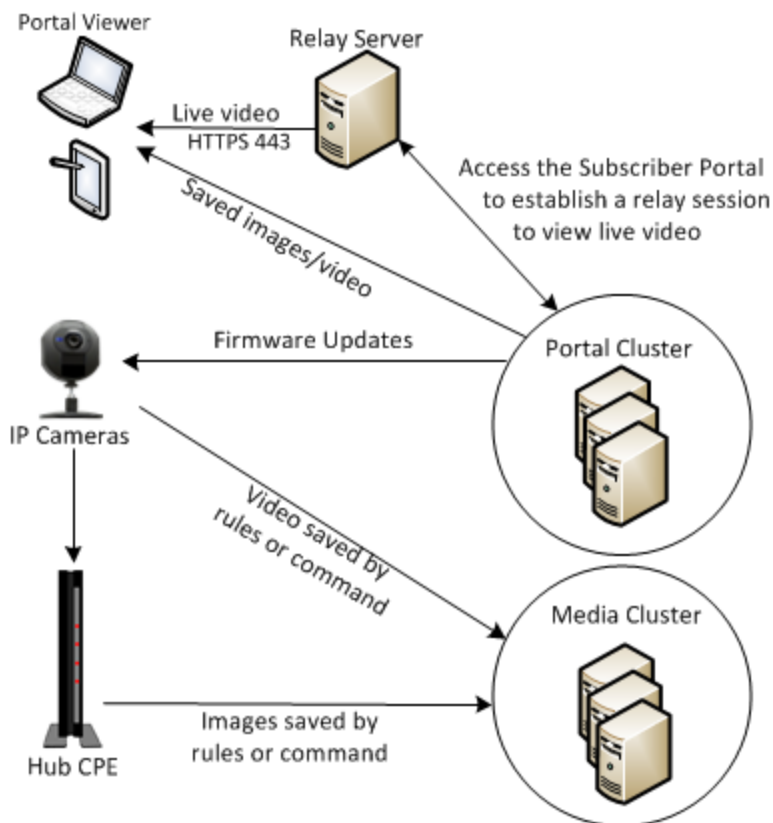 Portal Viewer
Relay Server
Live video
HTTPS 443
Access the Subscriber Portal
to establish a relay session
to view live video
Saved images/video
Firmware Updates
Portal Cluster
IP Cameras
Video saved by
rules or command
Media Cluster
Images saved by
rules or command
Hub CPE